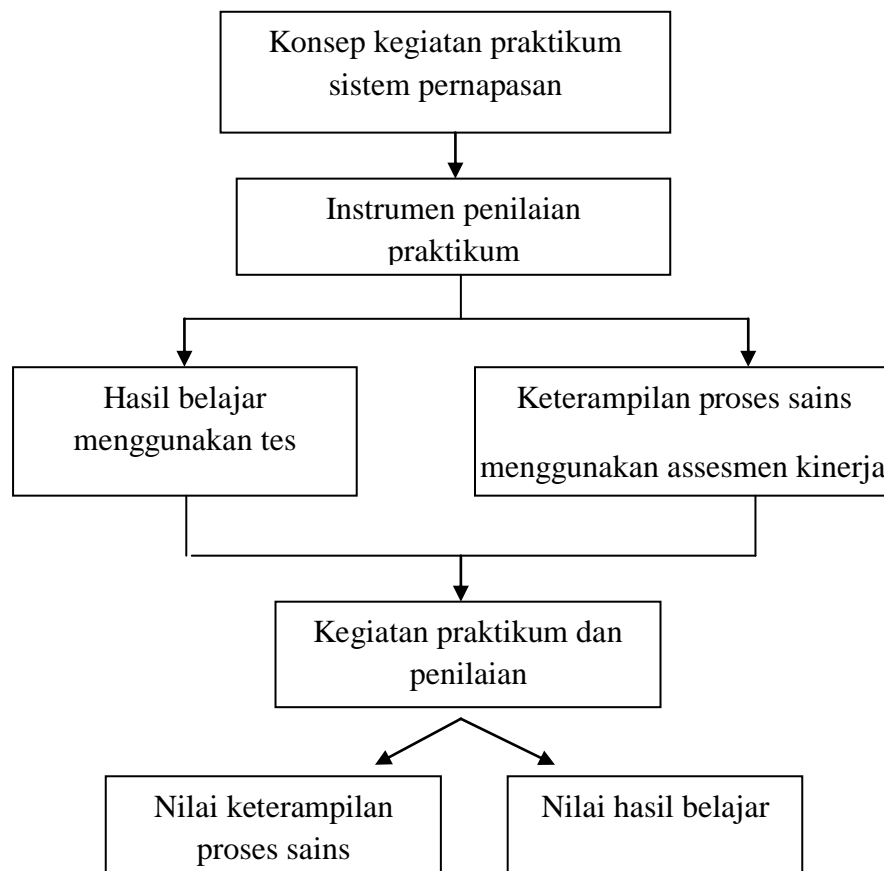 Konsep kegiatan praktikum
sistem pernapasan
Instrumen penilaian
praktikum
Hasil belajar
menggunakan tes
Keterampilan proses sains
menggunakan assesmen kinerja
Kegiatan praktikum dan
penilaian
Nilai keterampilan
proses sains
Nilai hasil belajar